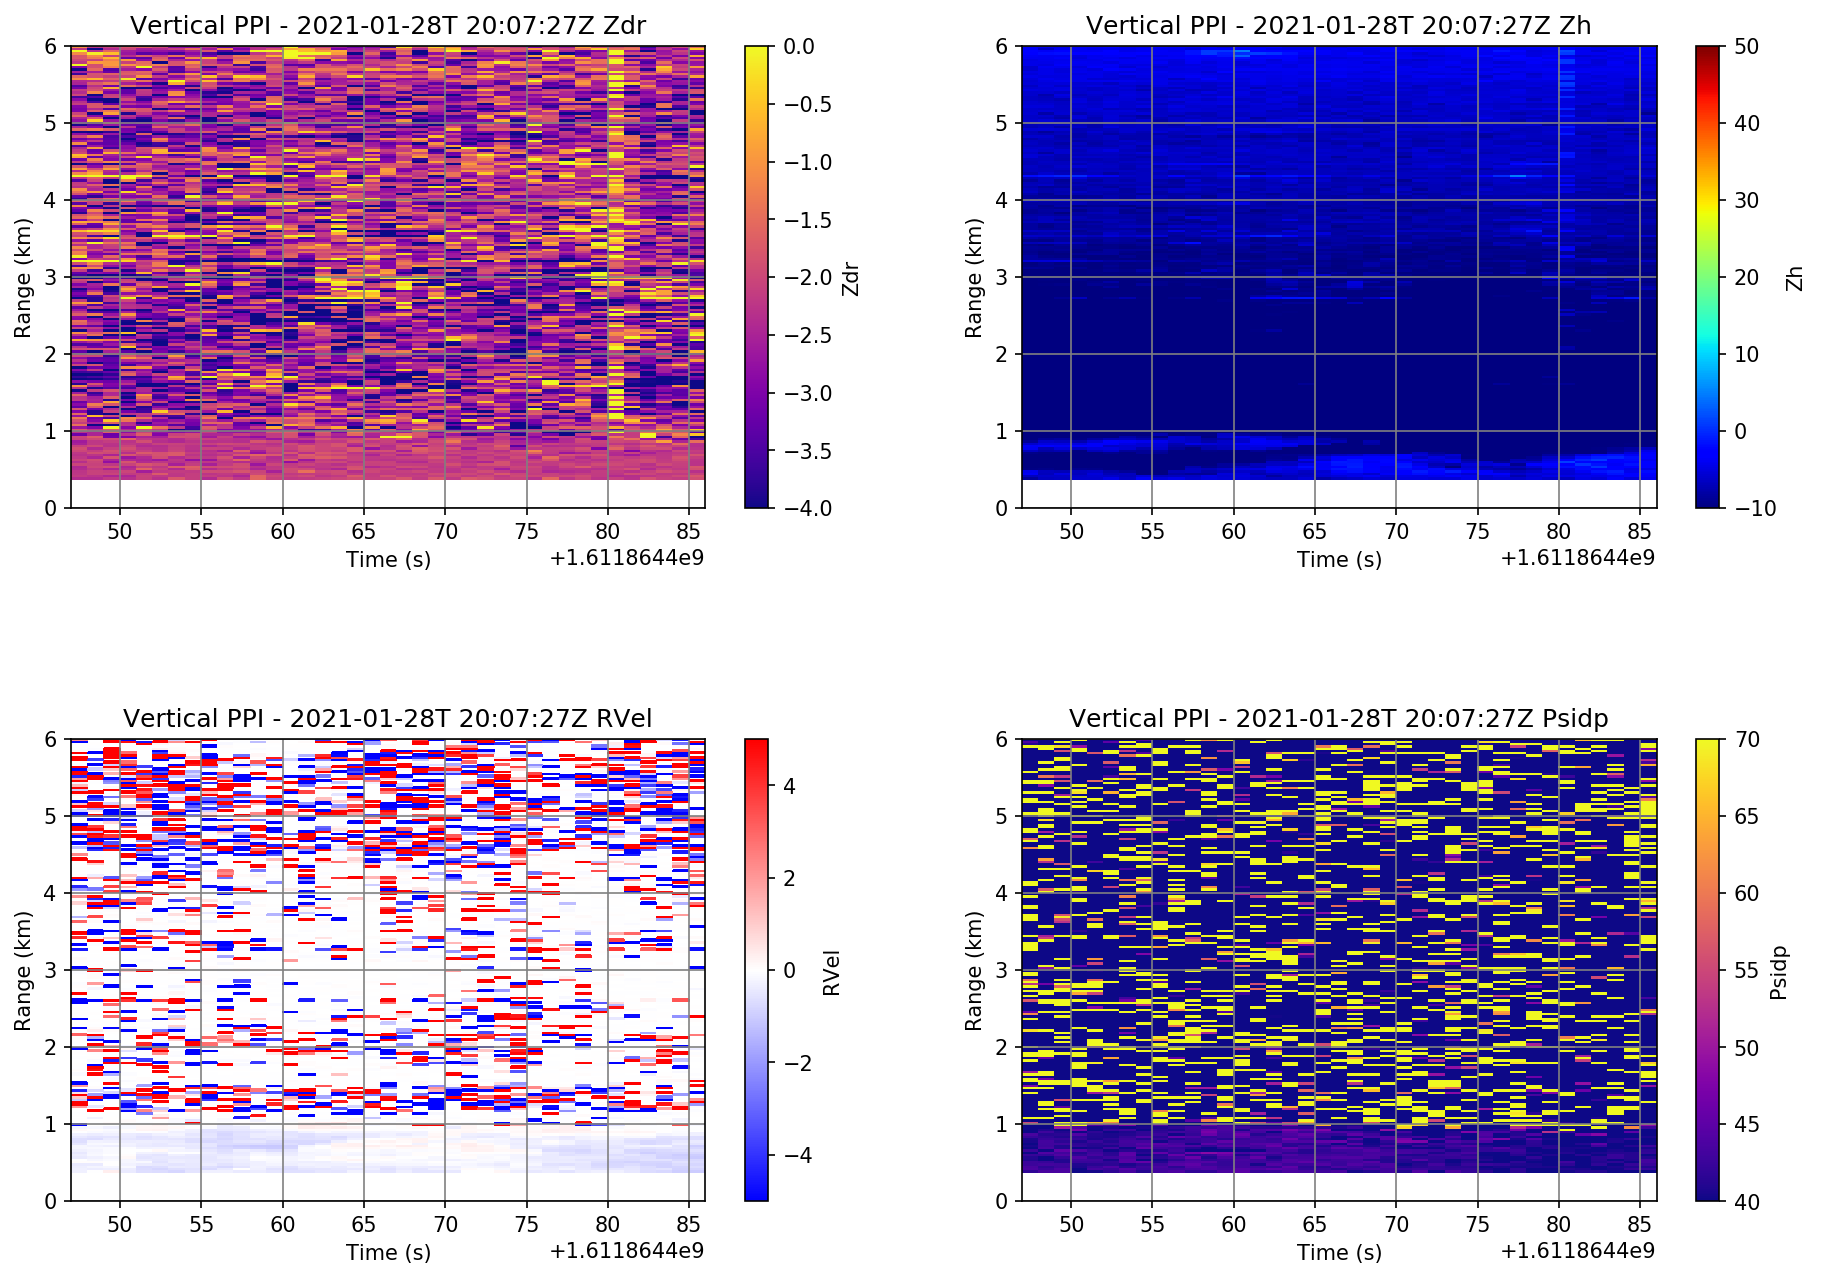 Vertical PPI - 2021-01-28T 20:07:27Z Zdr
6
5
4
3
2
1
0
Range (km)
50 55 60 65 70 75 80 85
Time (s)
+1.6118644e9
0.0
−0.5
−1.0
−1.5
−2.0
−2.5
−3.0
−3.5
−4.0
Zdr
Vertical PPI - 2021-01-28T 20:07:27Z Zh
6
5
4
3
2
1
0
Range (km)
50 55 60 65 70 75 80 85
Time (s)
+1.6118644e9
50
40
30
20
10
0
−10
Zh
Vertical PPI - 2021-01-28T 20:07:27Z RVel
6
5
4
3
2
1
0
Range (km)
50 55 60 65 70 75 80 85
Time (s)
+1.6118644e9
4
2
0
−2
−4
RVel
Vertical PPI - 2021-01-28T 20:07:27Z Psidp
6
5
4
3
2
1
0
Range (km)
50 55 60 65 70 75 80 85
Time (s)
+1.6118644e9
70
65
60
55
50
45
40
Psidp